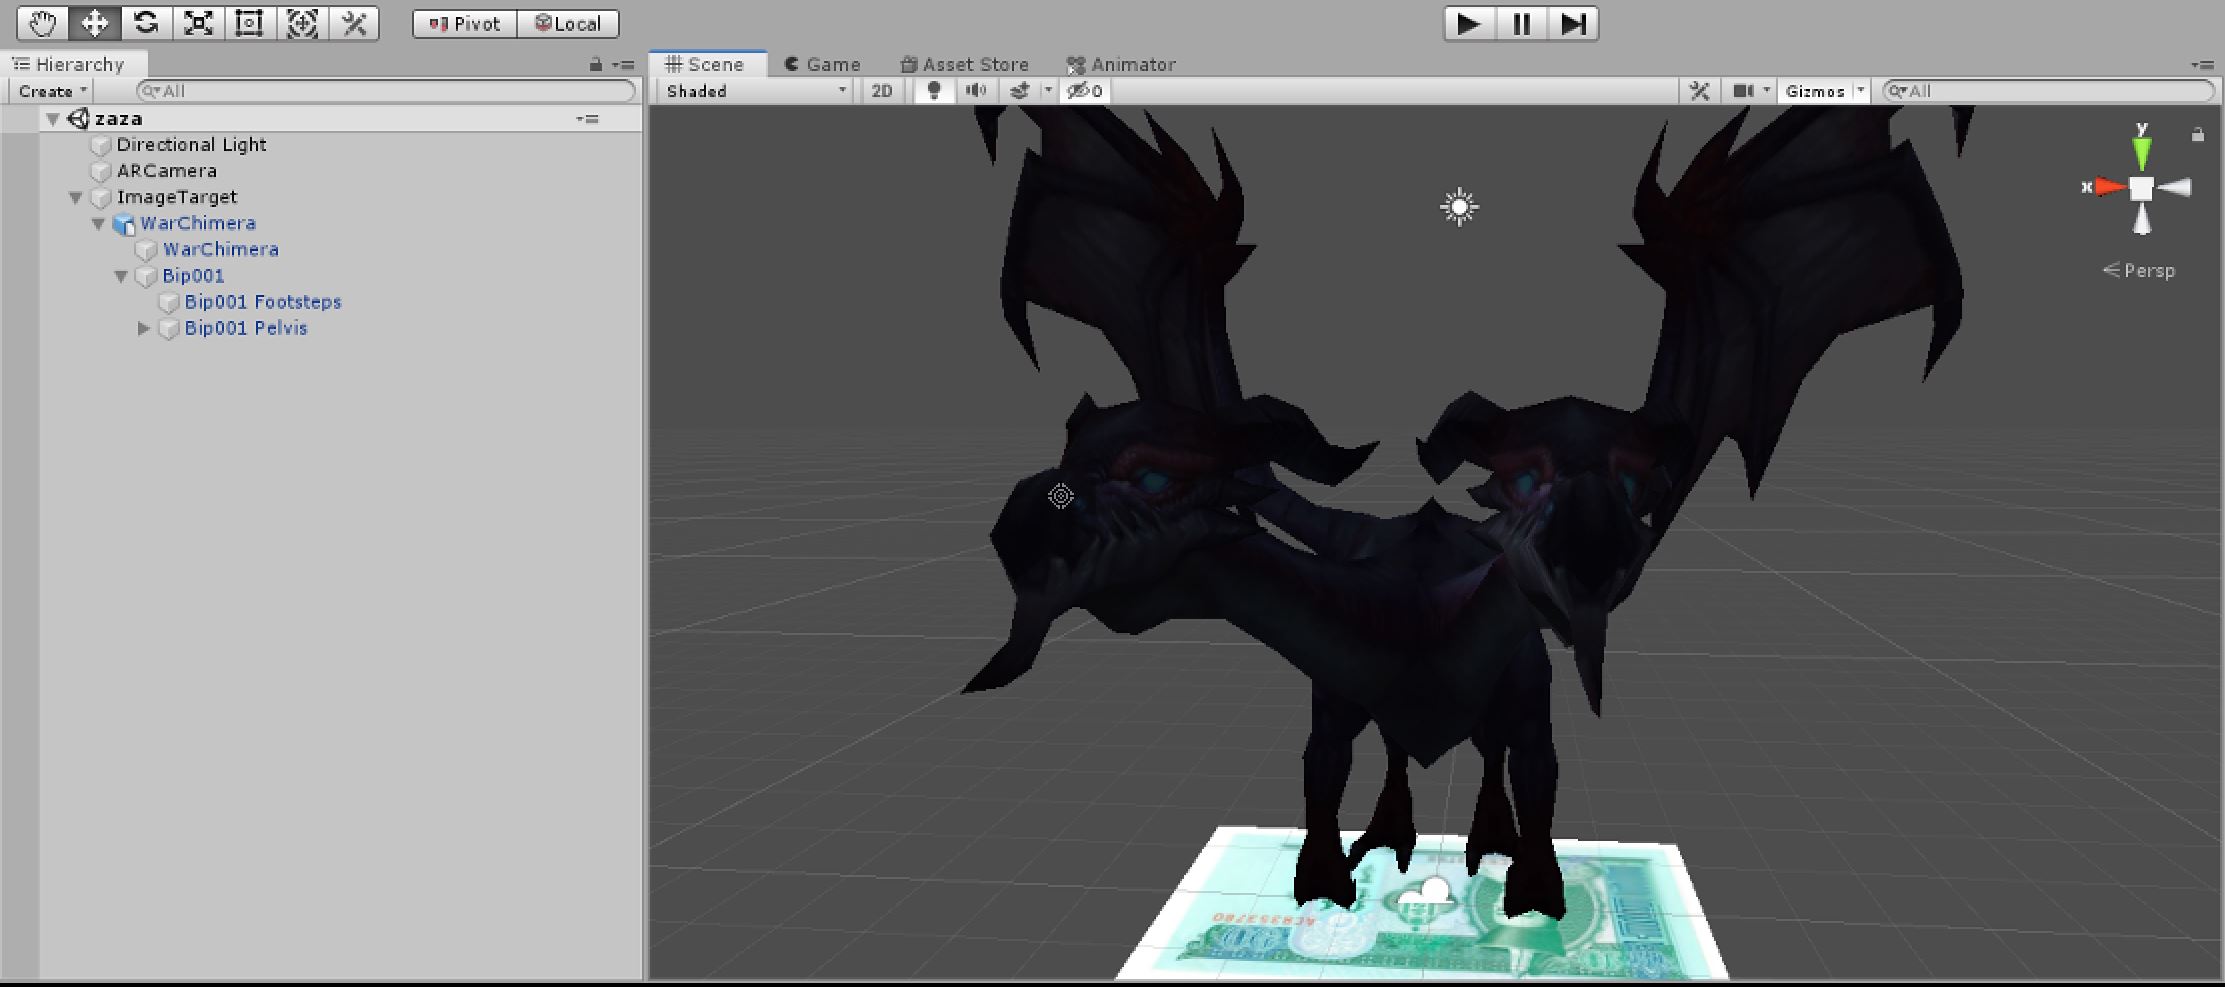 Pivot Local
Hierarchy
Create All
zaza
Directional Light
ARCamera
ImageTarget
WarChimera
WarChimera
Bip001
Bip001 Footsteps
Bip001 Pelvis
Scene Game Asset Store Animator
Shaded 2D 0 Gizmos All
y
x
Persp